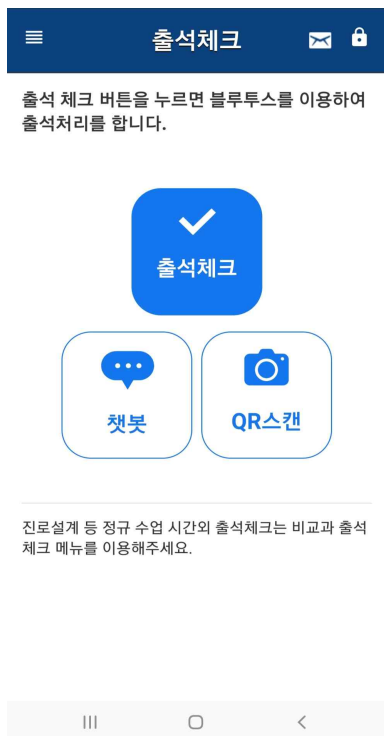 출석체크
출석 체크 버튼을 누르면 블루투스를 이용하여
출석처리를 합니다.
출석체크
챗봇
QR스캔
진로설계 등 정규 수업 시간외 출석체크는 비교과 출석
체크 메뉴를 이용해주세요.